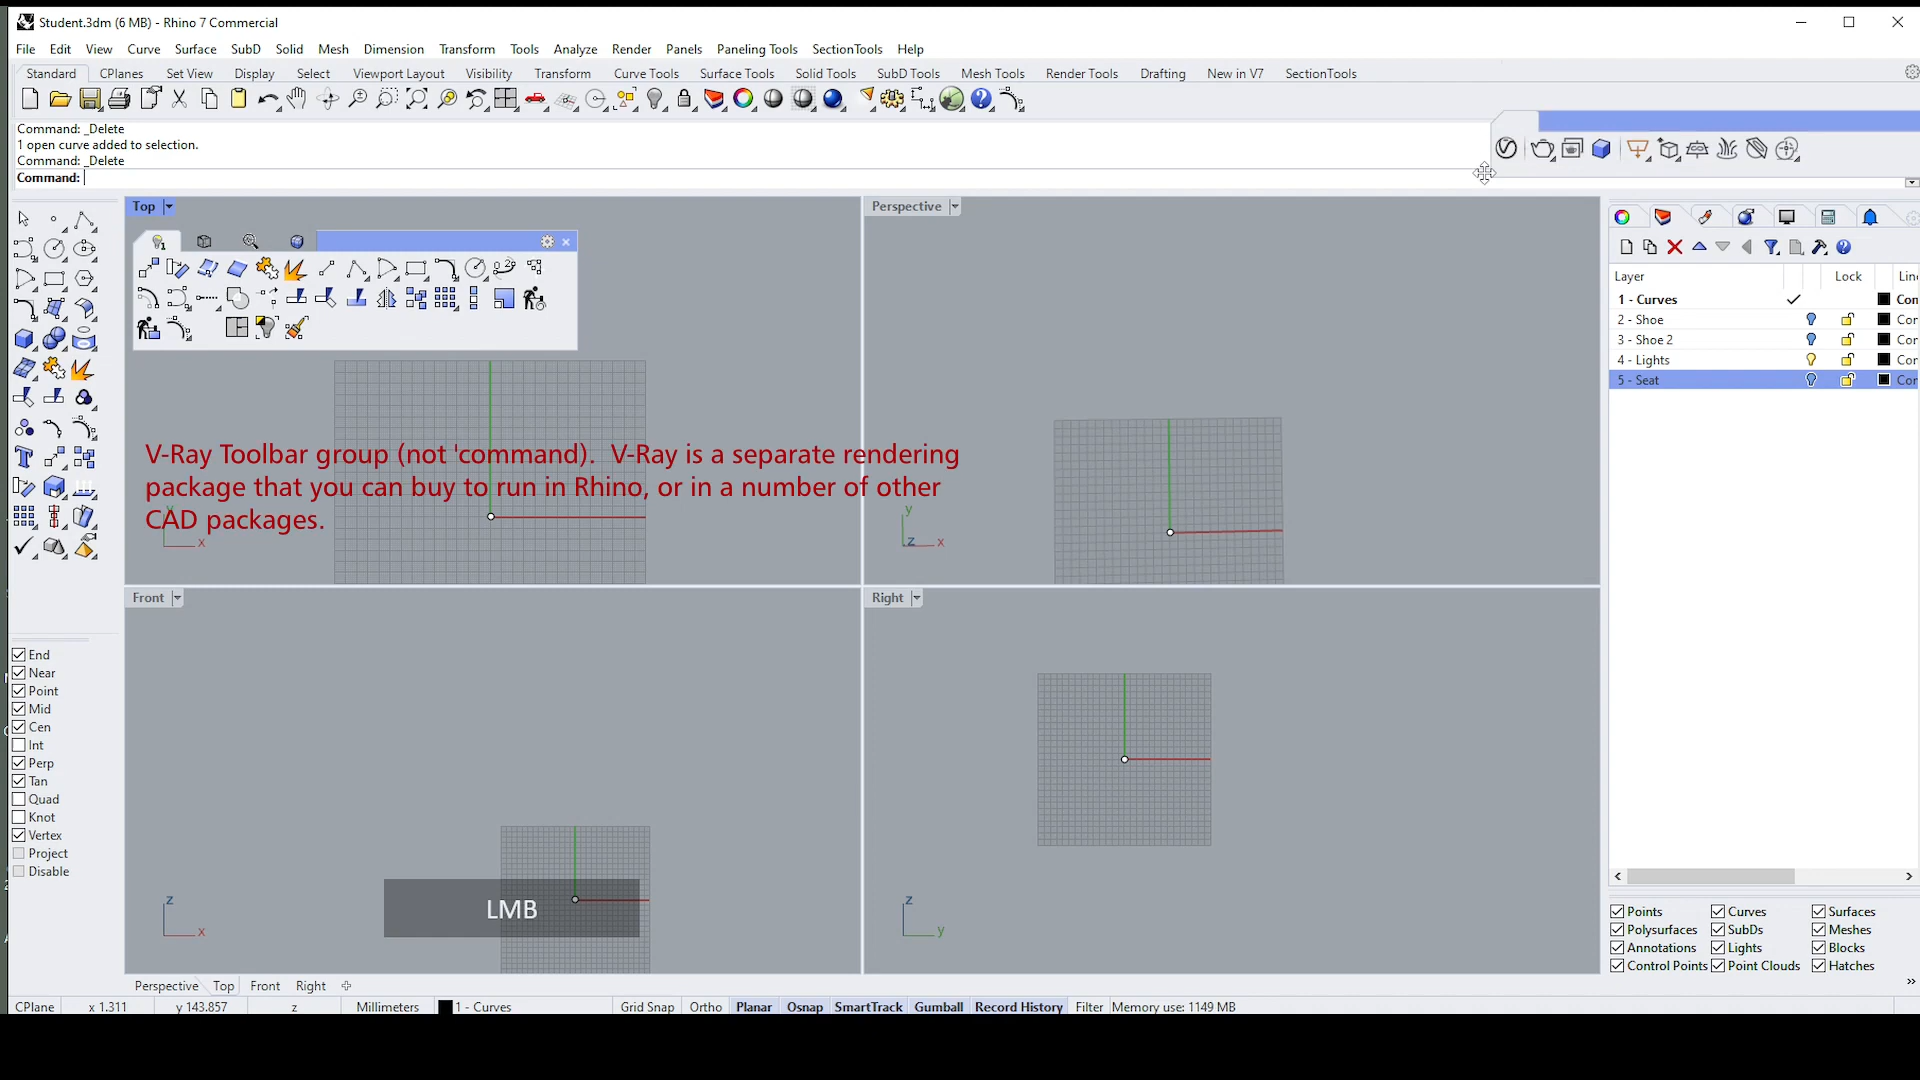 Student.3dm (6 MB) - Rhino 7 Commercial
File Edit View Curve Surface SubD Solid Mesh Dimension Transform Tools Analyze Render Panels Paneling Tools SectionTools Help
Standard CPlanes Set View Display Select Viewport Layout Visibility Transform Curve Tools Surface Tools Solid Tools SubD Tools Mesh Tools Render Tools Drafting New in V7 SectionTools
Command: _Delete
1 open curve added to selection.
Command: _Delete
Command:
Top
Perspective
Layer Lock Lin
1 - Curves Con
2 - Shoe Cor
3 - Shoe 2 Cor
4 - Lights Cor
5 - Seat Cor
V-Ray Toolbar group (not 'command). V-Ray is a separate rendering
package that you can buy to run in Rhino, or in a number of other
CAD packages.
y
x
y
z x
Front
Right
End
Near
Point
Mid
Cen
Int
Perp
Tan
Quad
Knot
Vertex
Project
Disable
LMB
z
x
z
y
Points Curves Surfaces
Polysurfaces SubDs Meshes
Annotations Lights Blocks
Control Points Point Clouds Hatches
Perspective Top Front Right
CPlane x 1.311 y 143.857 z Millimeters 1 - Curves Grid Snap Ortho Planar Osnap SmartTrack Gumball Record History Filter Memory use: 1149 MB